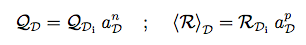 𝒬_𝒟 = 𝒬_{𝒟_i} a_𝒟^n ; ⟨ℛ⟩_𝒟 = ℛ_{𝒟_i} a_𝒟^p